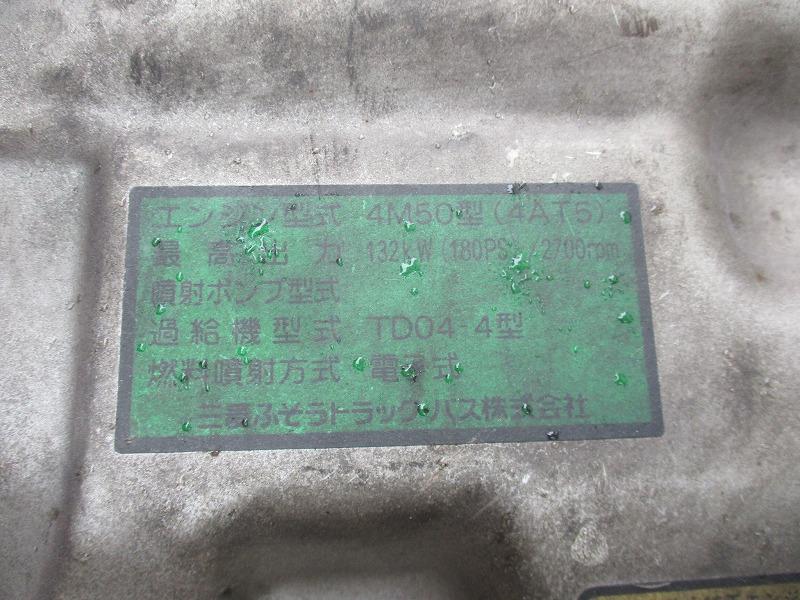 エンジン型式 4M50型(4AT5)
最高出力 132kW(180PS)/2700rpm
噴射ポンプ型式
過給機型式 TD04-4型
燃料噴射方式 電子式
三菱ふそうトラック・バス株式会社